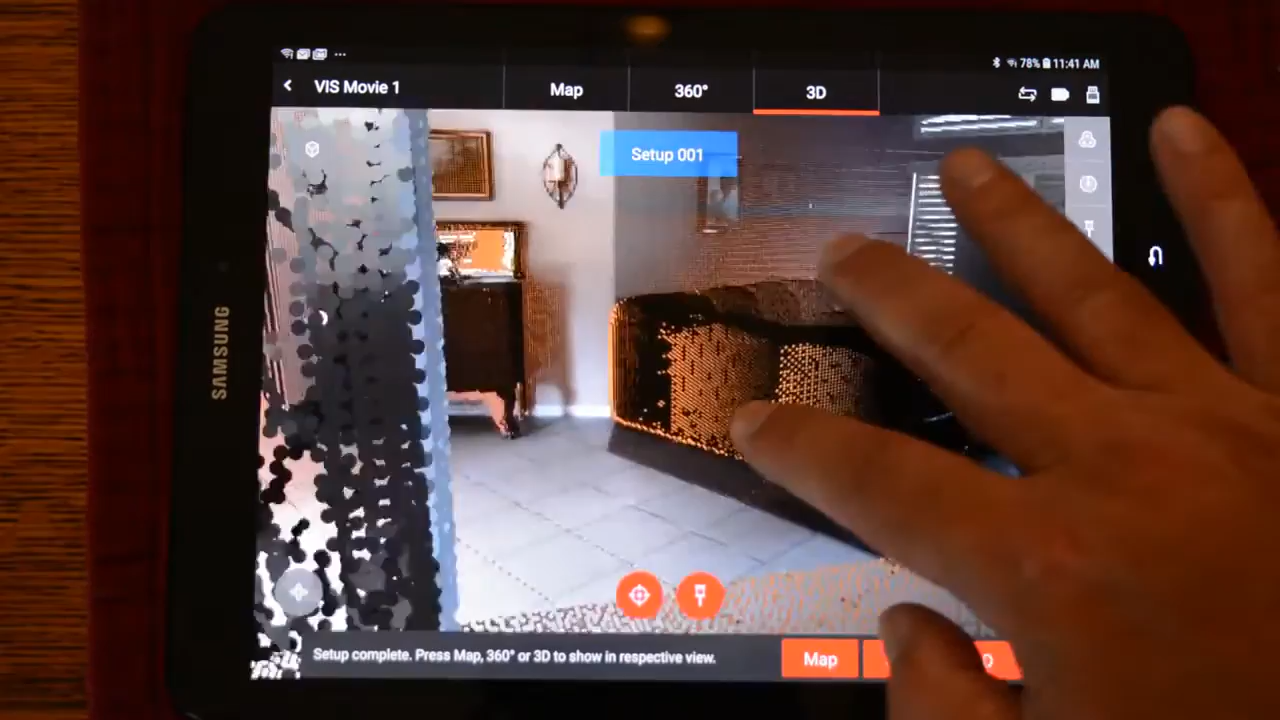 78% 11:41 AM
VIS Movie 1
Map
360°
3D
Setup 001
SAMSUNG
Setup complete. Press Map, 360° or 3D to show in respective view.
Map